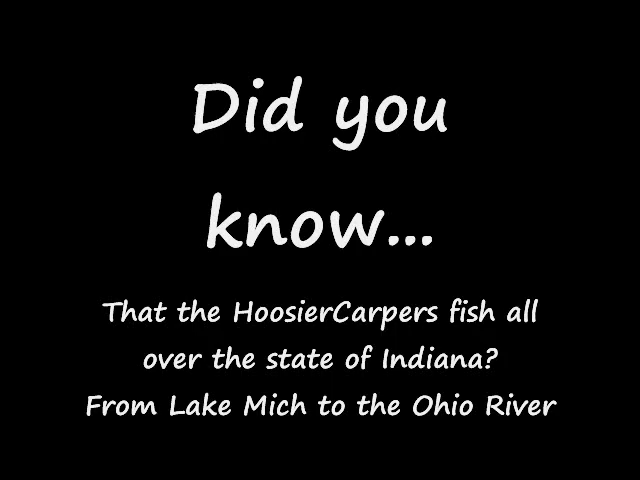 Did you
know...
That the HoosierCarpers fish all
over the state of Indiana?
From Lake Mich to the Ohio River